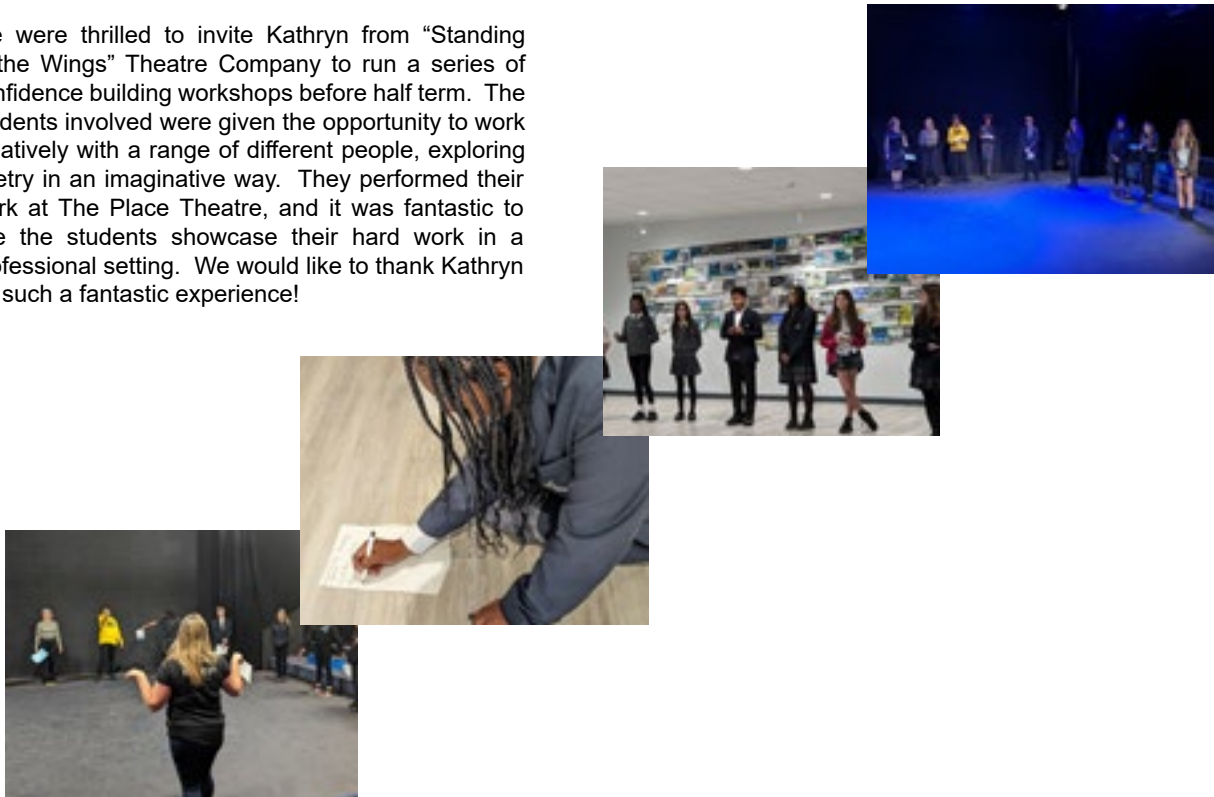 were thrilled to invite Kathryn from “Standing
the Wings” Theatre Company to run a series of
nfidence building workshops before half term. The
dents involved were given the opportunity to work
atively with a range of different people, exploring
etry in an imaginative way. They performed their
rk at The Place Theatre, and it was fantastic to
e the students showcase their hard work in a
ofessional setting. We would like to thank Kathryn
such a fantastic experience!